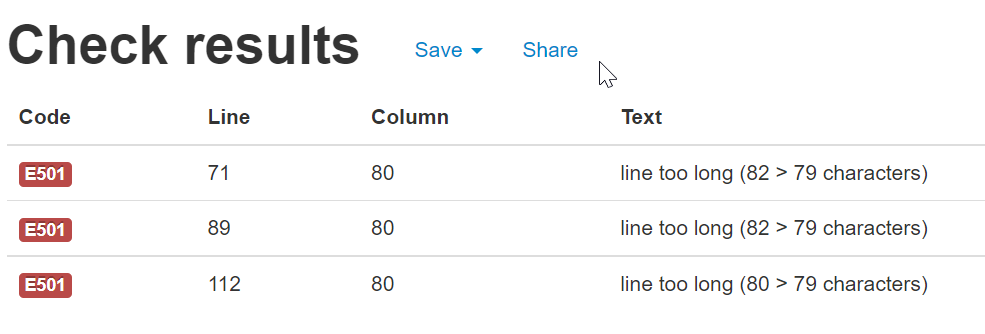 Check results Save Share
Code Line Column Text
E501 71 80 line too long (82 > 79 characters)
E501 89 80 line too long (82 > 79 characters)
E501 112 80 line too long (80 > 79 characters)